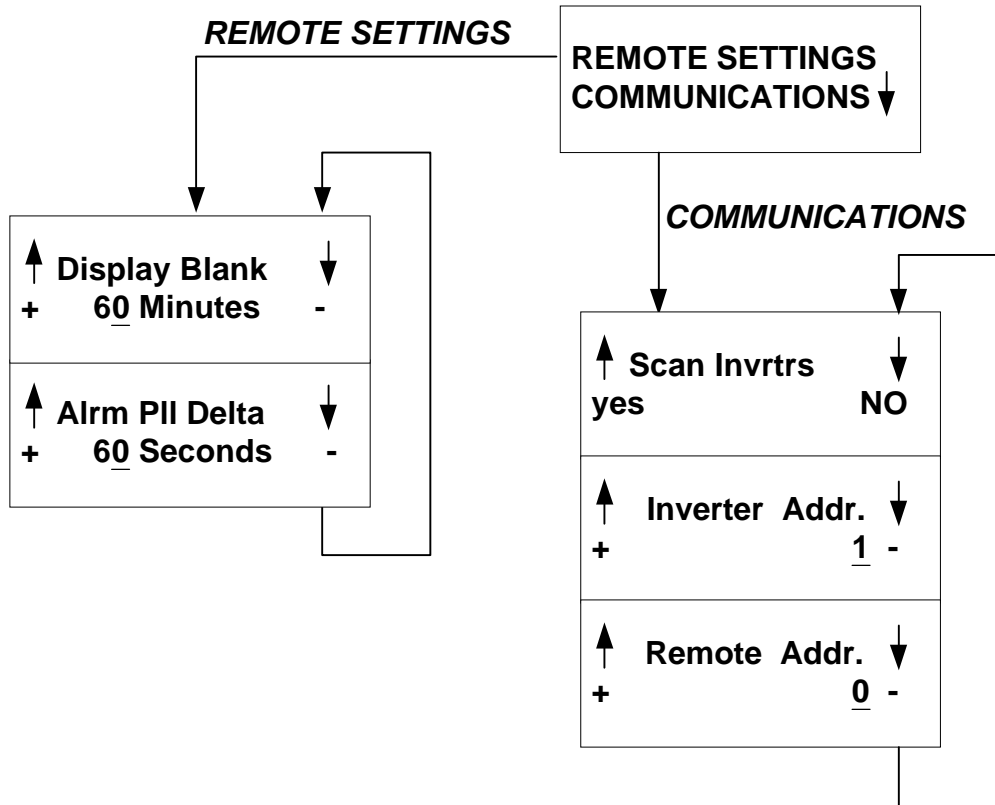 REMOTE SETTINGS
REMOTE SETTINGS
COMMUNICATIONS
Display Blank
+ 60 Minutes -
Alrm Pll Delta
+ 60 Seconds -
COMMUNICATIONS
Scan Invrtrs
yes NO
Inverter Addr.
+ 1 -
Remote Addr.
+ 0 -